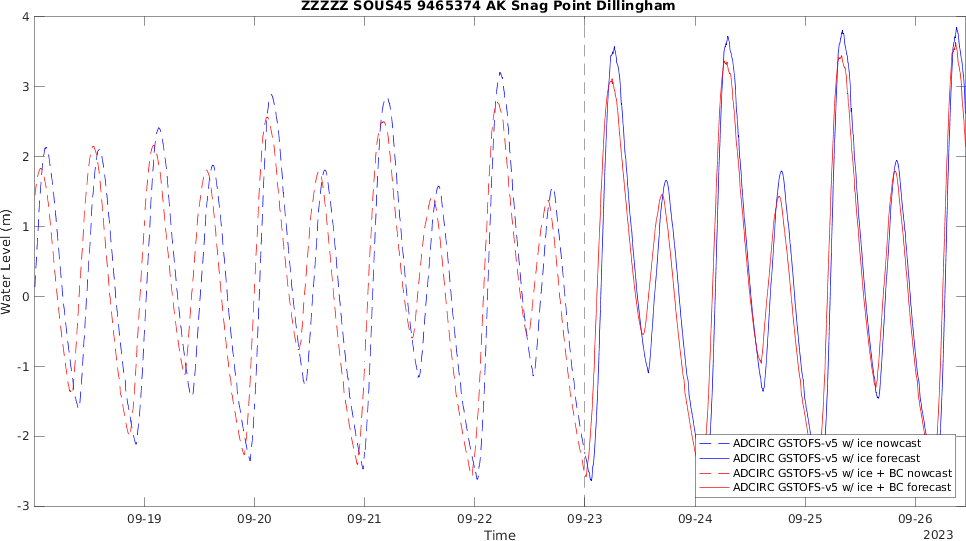 ZZZZZ SOUS45 9465374 AK Snag Point Dillingham
4
3
2
1
0
-1
-2
-3
Water Level (m)
ADCIRC GSTOFS-v5 w/ ice nowcast
ADCIRC GSTOFS-v5 w/ ice forecast
ADCIRC GSTOFS-v5 w/ ice + BC nowcast
ADCIRC GSTOFS-v5 w/ ice + BC forecast
09-19 09-20 09-21 09-22 09-23 09-24 09-25 09-26
Time
2023